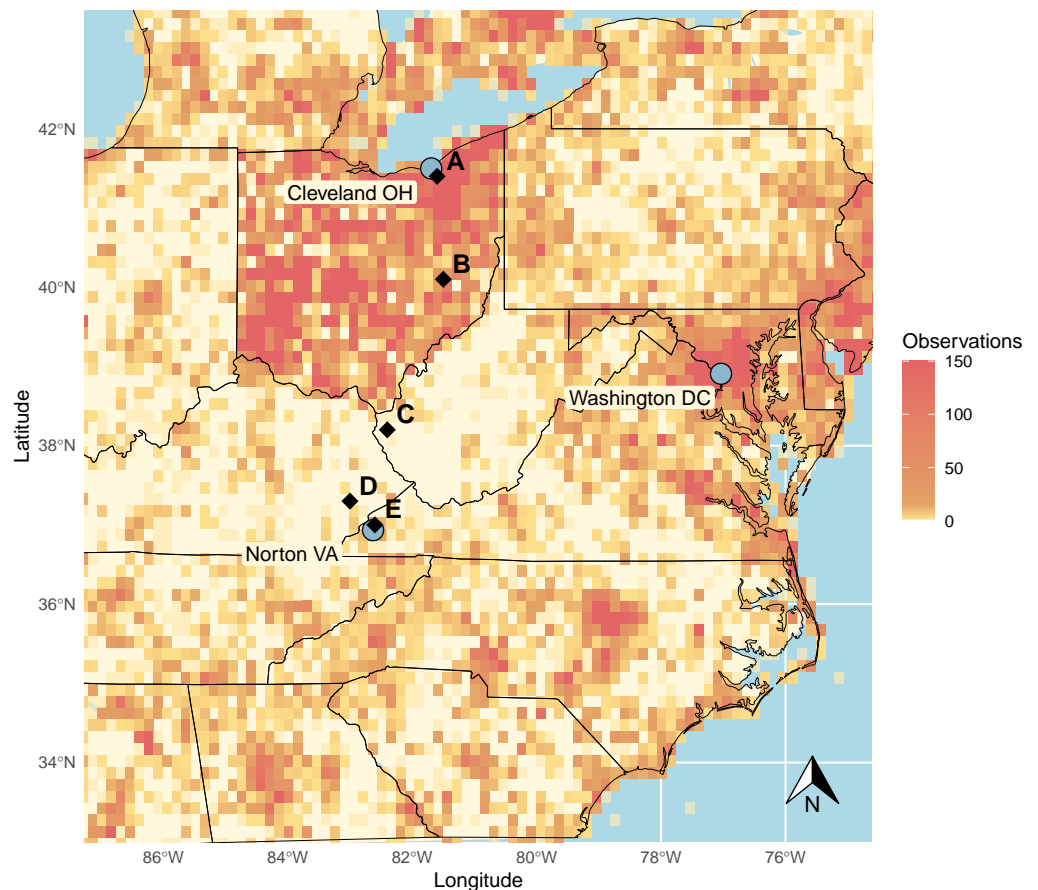 42°N
40°N
38°N
36°N
34°N
Latitude
A
Cleveland OH
B
Washington DC
C
D
E
Norton VA
N
86°W
84°W
82°W
80°W
78°W
76°W
Longitude
Observations
150
100
50
0